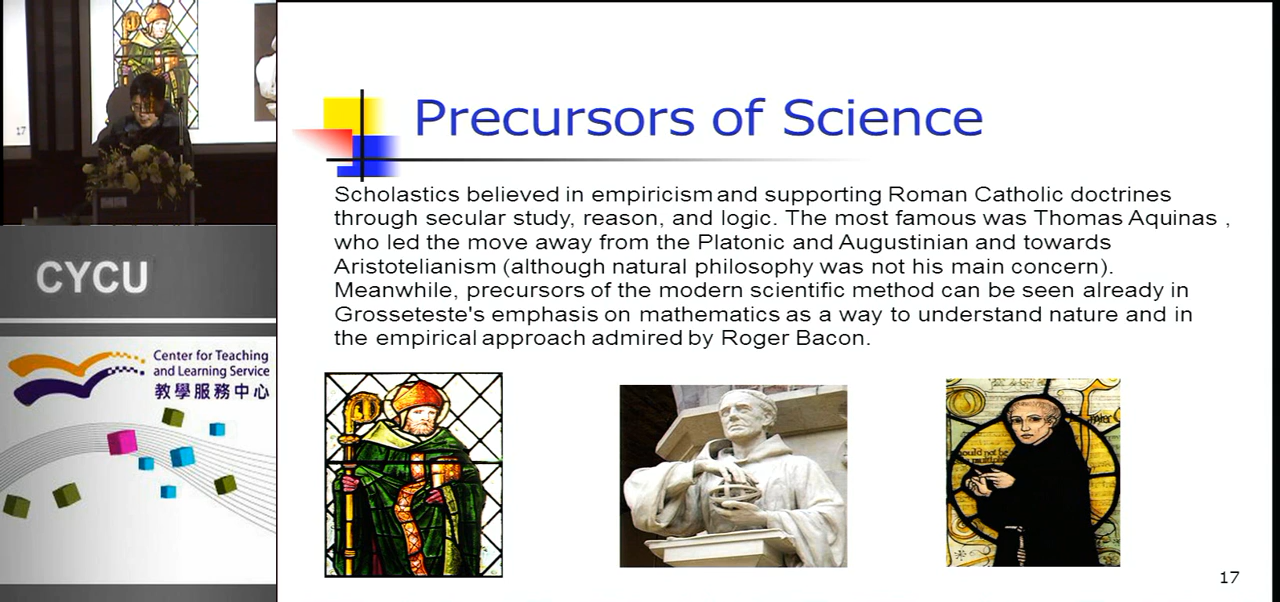 17
CYCU
Center for Teaching
and Learning Service
教學服務中心
Precursors of Science
Scholastics believed in empiricism and supporting Roman Catholic doctrines
through secular study, reason, and logic. The most famous was Thomas Aquinas ,
who led the move away from the Platonic and Augustinian and towards
Aristotelianism (although natural philosophy was not his main concern).
Meanwhile, precursors of the modern scientific method can be seen already in
Grosseteste's emphasis on mathematics as a way to understand nature and in
the empirical approach admired by Roger Bacon.
ould not be
17